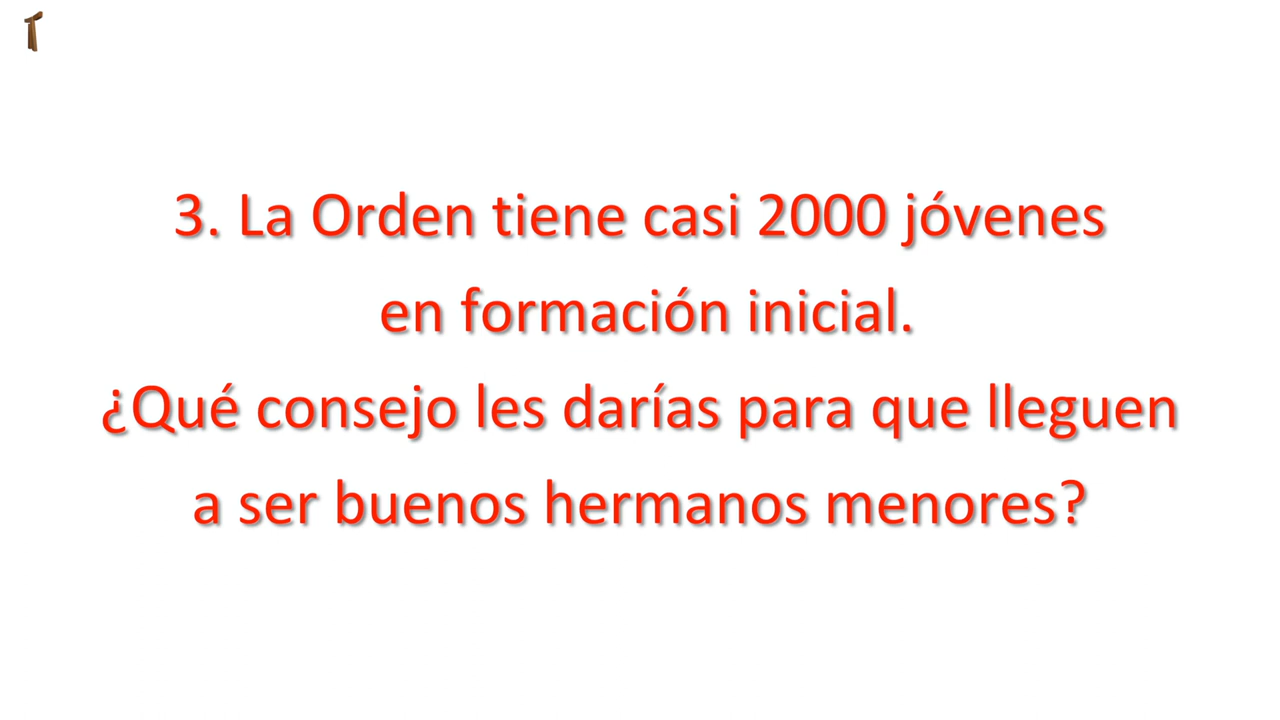 3. La Orden tiene casi 2000 jóvenes
en formación inicial.
¿Qué consejo les darías para que lleguen
a ser buenos hermanos menores?